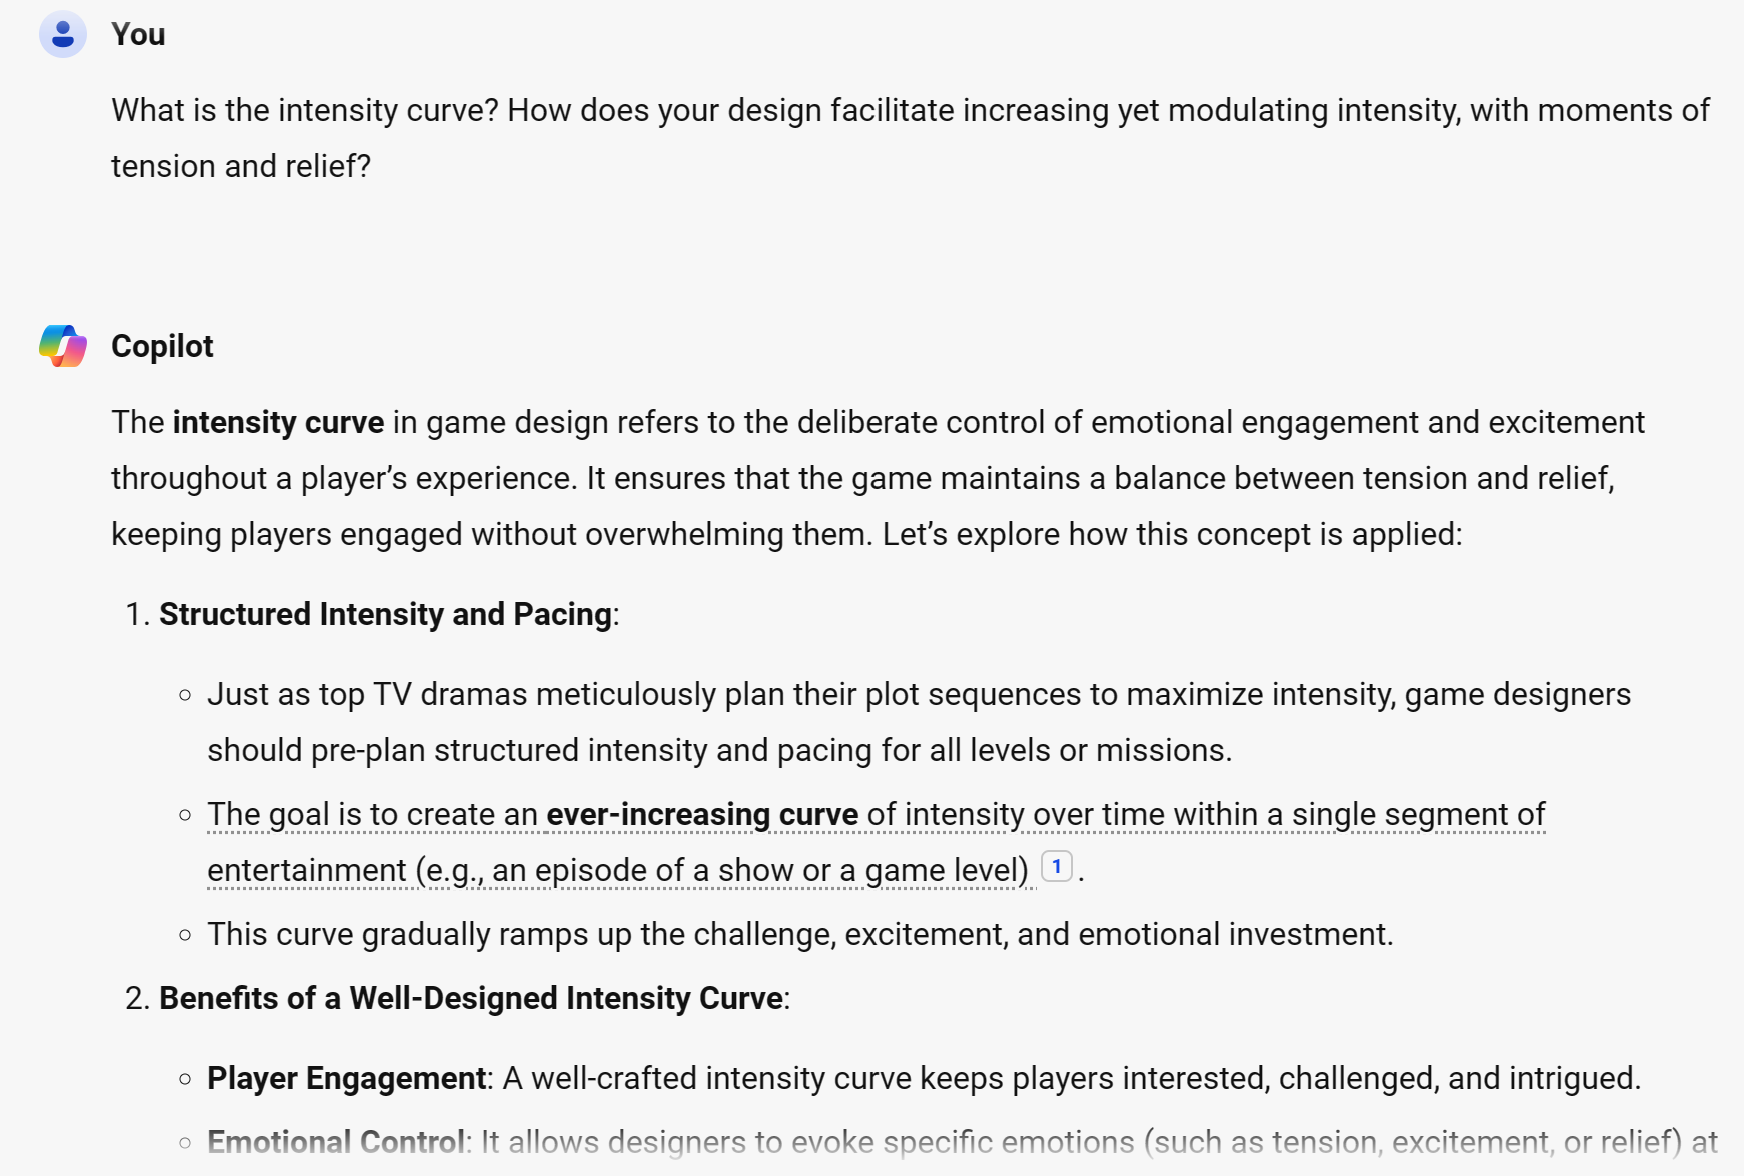 You
What is the intensity curve? How does your design facilitate increasing yet modulating intensity, with moments of
tension and relief?
Copilot
The intensity curve in game design refers to the deliberate control of emotional engagement and excitement
throughout a player’s experience. It ensures that the game maintains a balance between tension and relief,
keeping players engaged without overwhelming them. Let’s explore how this concept is applied:
1. Structured Intensity and Pacing:
◦ Just as top TV dramas meticulously plan their plot sequences to maximize intensity, game designers
should pre-plan structured intensity and pacing for all levels or missions.
◦ The goal is to create an ever-increasing curve of intensity over time within a single segment of
entertainment (e.g., an episode of a show or a game level) 1 .
◦ This curve gradually ramps up the challenge, excitement, and emotional investment.
2. Benefits of a Well-Designed Intensity Curve:
◦ Player Engagement: A well-crafted intensity curve keeps players interested, challenged, and intrigued.
◦ Emotional Control: It allows designers to evoke specific emotions (such as tension, excitement, or relief) at